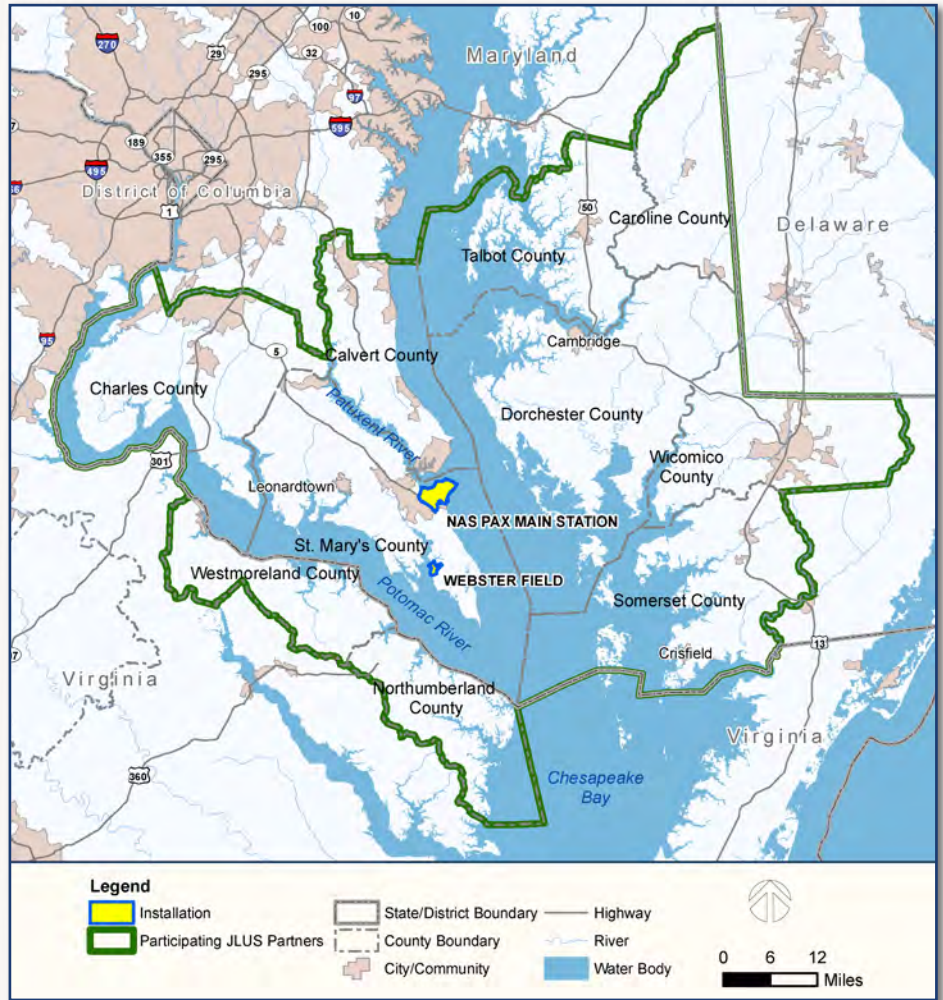 10
100
270
29
32
Maryland
295
97
595
189
355
295
495
District of Columbia
50
Caroline County
1
Delaware
Talbot County
95
5
Calvert County
Cambridge
Charles County
Patuxent River
Dorchester County
Wicomico
County
301
Leonardtown
NAS PAX MAIN STATION
St. Mary's County
Westmoreland County
WEBSTER FIELD
Potomac River
Somerset County
Crisfield
13
Virginia
Northumberland
County
Virginia
360
Chesapeake
Bay
Legend
Installation
Participating JLUS Partners
State/District Boundary
County Boundary
City/Community
Highway
River
Water Body
0 6 12
Miles